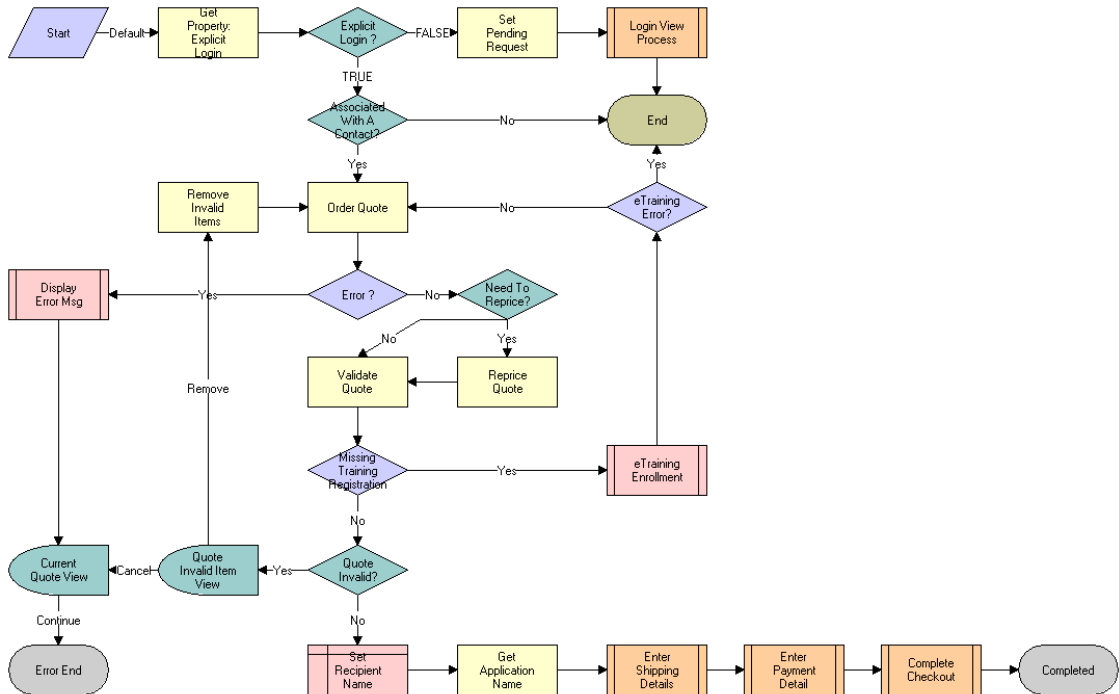 Start
Default
Get
Property:
Explicit
Login
Explicit
Login ?
FALSE
Set
Pending
Request
Login View
Process
TRUE
Associated
With A
Contact?
No
End
Yes
Yes
Remove
Invalid
Items
Order Quote
No
eTraining
Error?
Display
Error Msg
Yes
Error ?
No
Need To
Reprice?
No
Yes
Validate
Quote
Reprice
Quote
Remove
Missing
Training
Registration
Yes
eTraining
Enrollment
No
Current
Quote View
Cancel
Quote
Invalid Item
View
Yes
Quote
Invalid?
Continue
No
Error End
Set
Recipient
Name
Get
Application
Name
Enter
Shipping
Details
Enter
Payment
Detail
Complete
Checkout
Completed